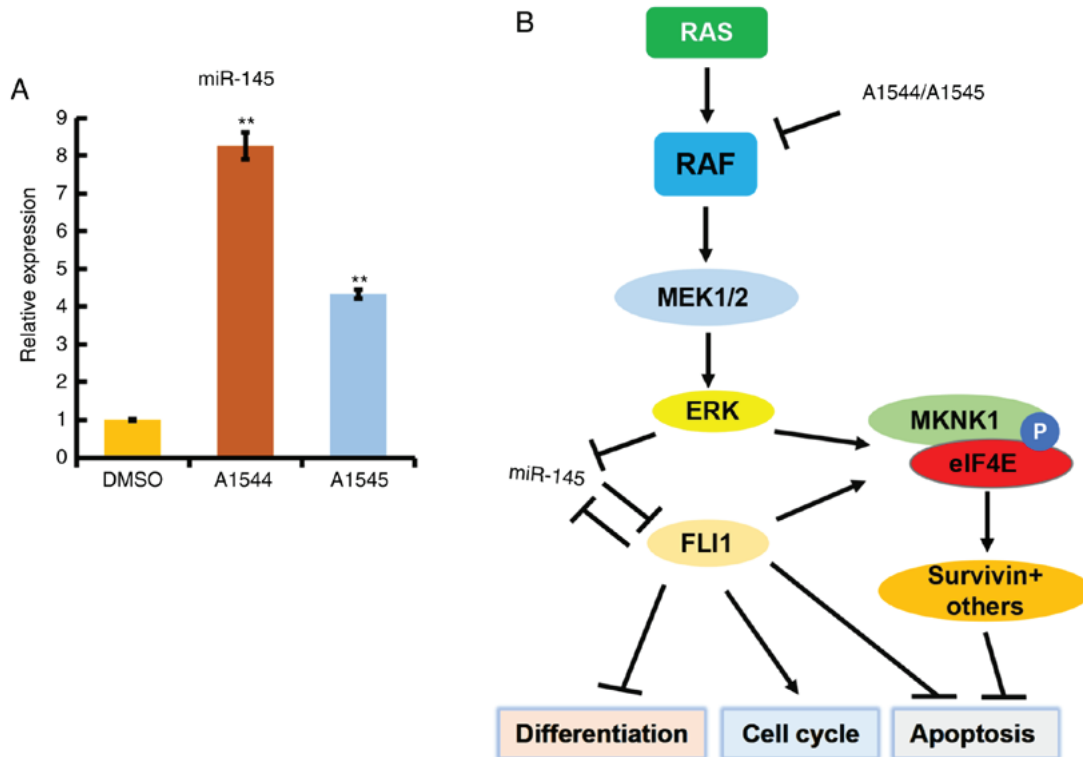 A
miR-145
Relative expression
9
8
7
6
5
4
3
2
1
0
**
**
DMSO
A1544
A1545
B
RAS
A1544/A1545
RAF
MEK1/2
ERK
MKNK1
P
eIF4E
miR-145
FLI1
Survivin+
others
Differentiation
Cell cycle
Apoptosis